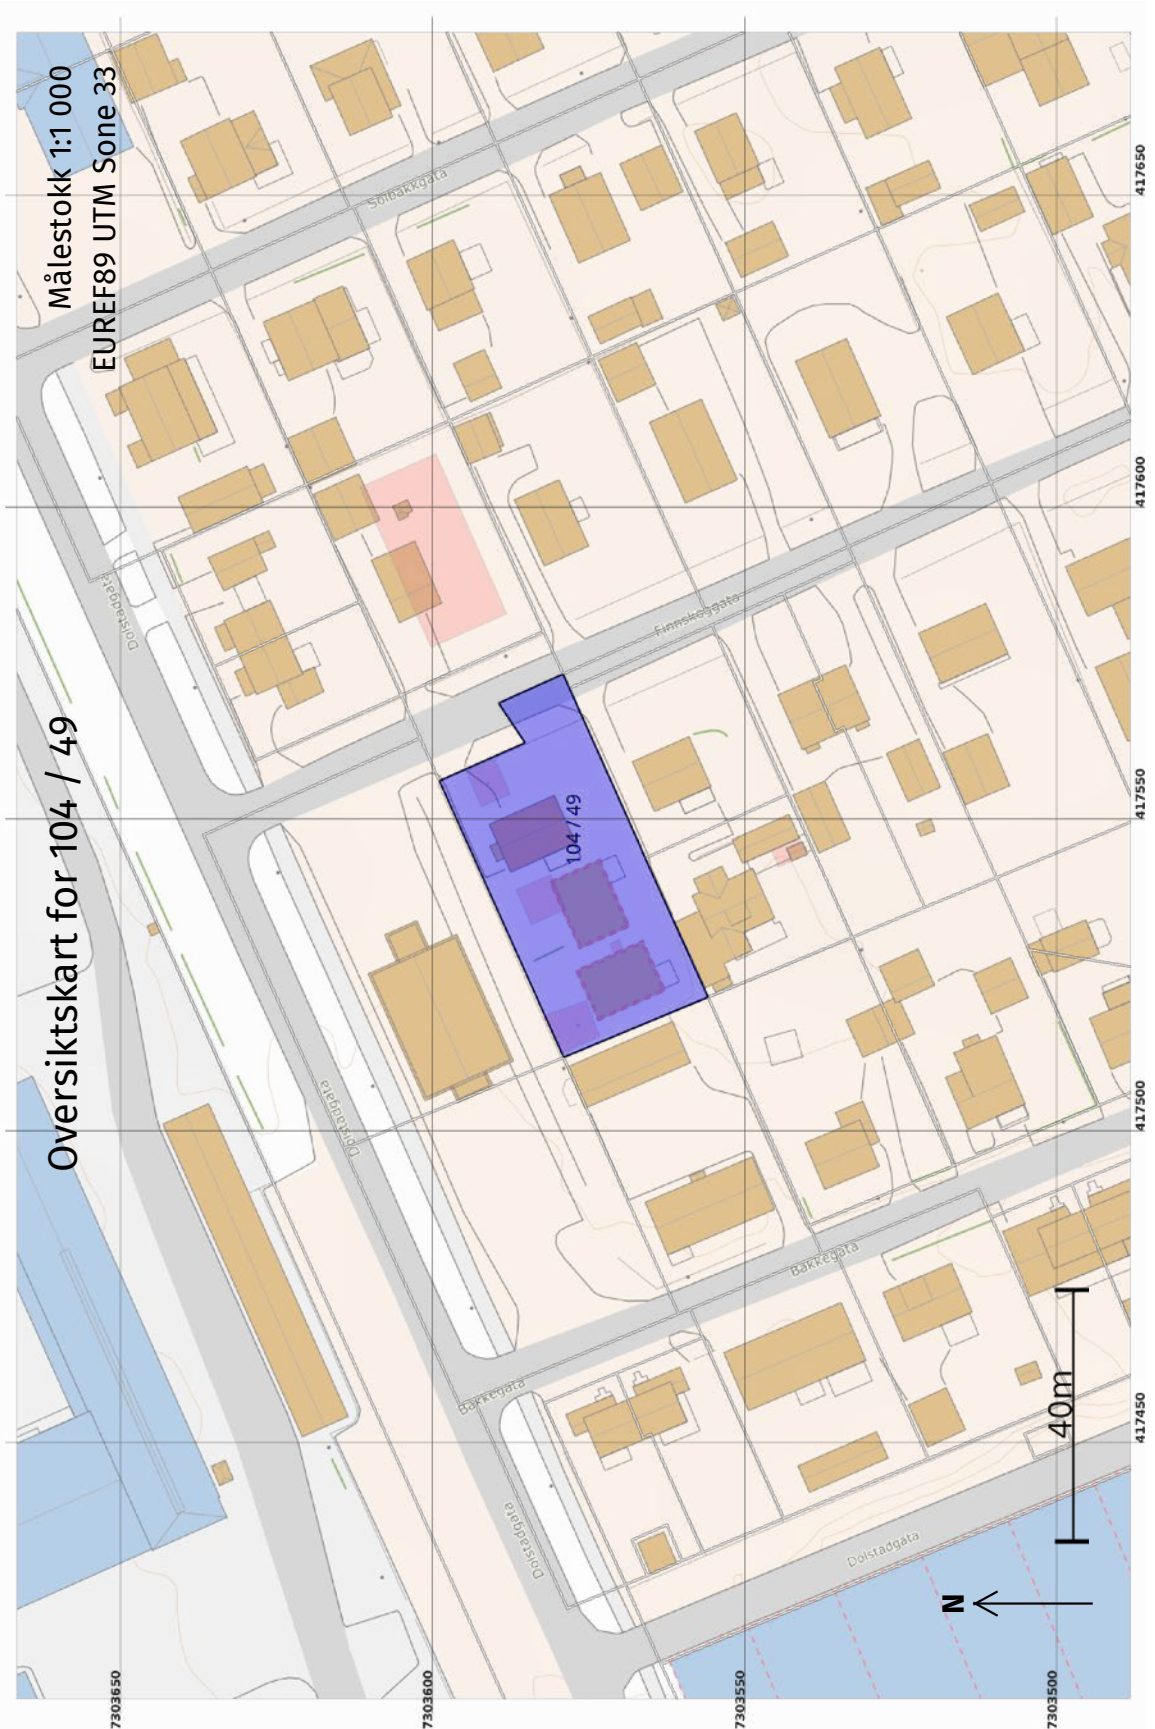 Oversiktskart for 104 / 49
Målestokk 1:1 000
EUREF89 UTM Sone 33
7303650
7303600
7303550
7303500
417450
417500
417550
417600
417650
Dolstadgata
Dolstadgata
Dolstadgata
Dolstadgata
Bakkegata
Bakkegata
Finnskoggata
Solbakkgata
104 / 49
N
40m